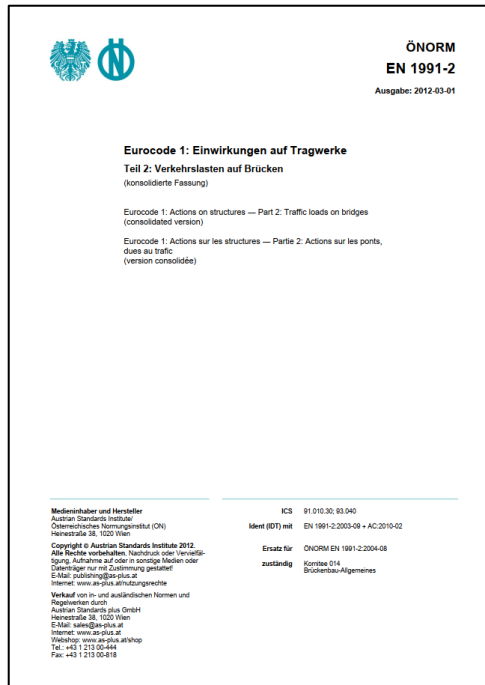 ÖNORM
EN 1991-2
Ausgabe: 2012-03-01
Eurocode 1: Einwirkungen auf Tragwerke
Teil 2: Verkehrslasten auf Brücken
(konsolidierte Fassung)
Eurocode 1: Actions on structures — Part 2: Traffic loads on bridges
(consolidated version)
Eurocode 1: Actions sur les structures — Partie 2: Actions sur les ponts,
dues au trafic
(version consolidée)
Medieninhaber und Hersteller
Austrian Standards Institute/
Österreichisches Normungsinstitut (ON)
Heinestraße 38, 1020 Wien
Copyright © Austrian Standards Institute 2012.
Alle Rechte vorbehalten. Nachdruck oder Vervielfäl-
tigung, Aufnahme auf oder in sonstige Medien oder
Datenträger nur mit Zustimmung gestattet!
E-Mail: publishing@as-plus.at
Internet: www.as-plus.at/nutzungsrechte
Verkauf von in- und ausländischen Normen und
Regelwerken durch
Austrian Standards plus GmbH
Heinestraße 38, 1020 Wien
E-Mail: sales@as-plus.at
Internet: www.as-plus.at
Webshop: www.as-plus.at/shop
Tel.: +43 1 213 00-444
Fax: +43 1 213 00-818
ICS 91.010.30; 93.040
Ident (IDT) mit EN 1991-2:2003-09 + AC:2010-02
Ersatz für ÖNORM EN 1991-2:2004-08
zuständig Komitee 014
Brückenbau-Allgemeines